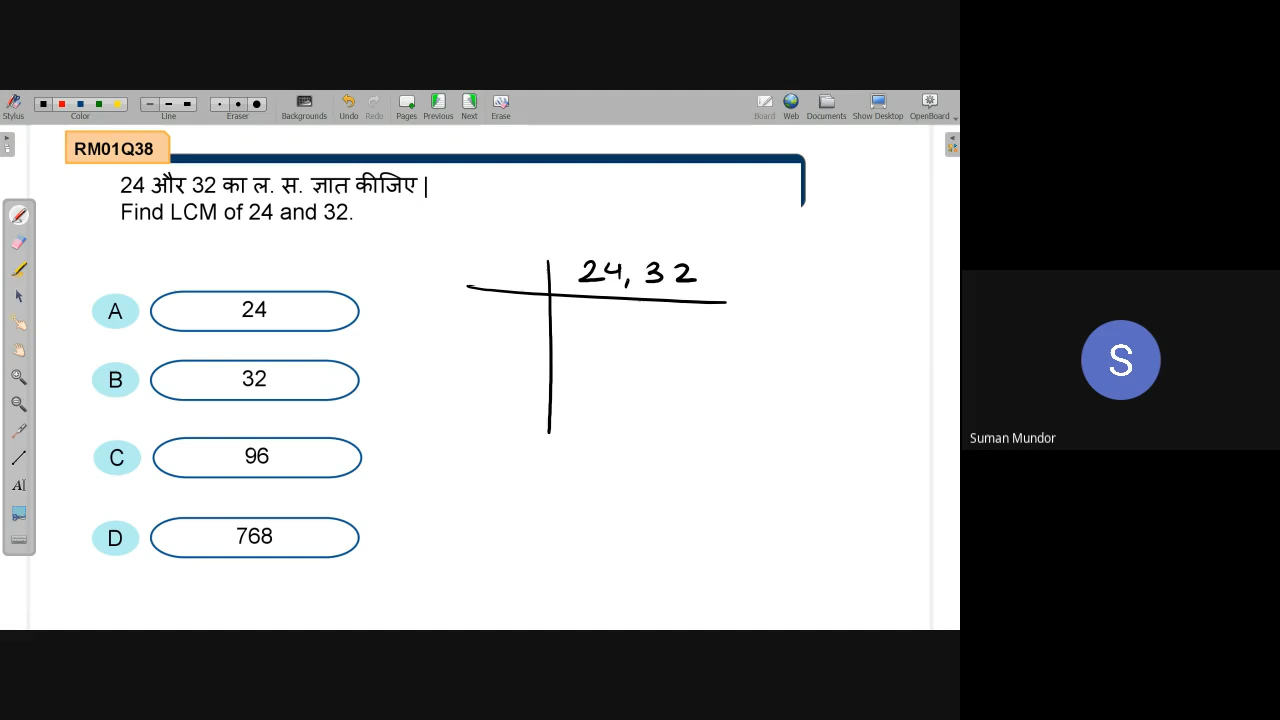 Stylus
Color
Line
Eraser
Backgrounds
Undo
Redo
Pages
Previous
Next
Erase
Board
Web
Documents
Show Desktop
OpenBoard
RM01Q38
24 और 32 का ल. स. ज्ञात कीजिए |
Find LCM of 24 and 32.
24, 32
A 24
B 32
C 96
D 768
AI
S
Suman Mundor